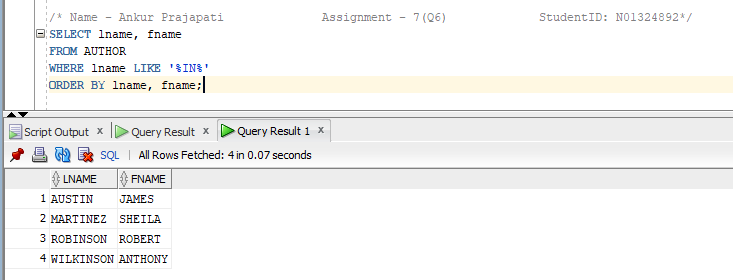 /* Name - Ankur Prajapati Assignment - 7(Q6) StudentID: N01324892*/
SELECT lname, fname
FROM AUTHOR
WHERE lname LIKE '%IN%'
ORDER BY lname, fname;
Script Output x Query Result x Query Result 1 x
SQL | All Rows Fetched: 4 in 0.07 seconds
LNAME FNAME
1 AUSTIN JAMES
2 MARTINEZ SHEILA
3 ROBINSON ROBERT
4 WILKINSON ANTHONY